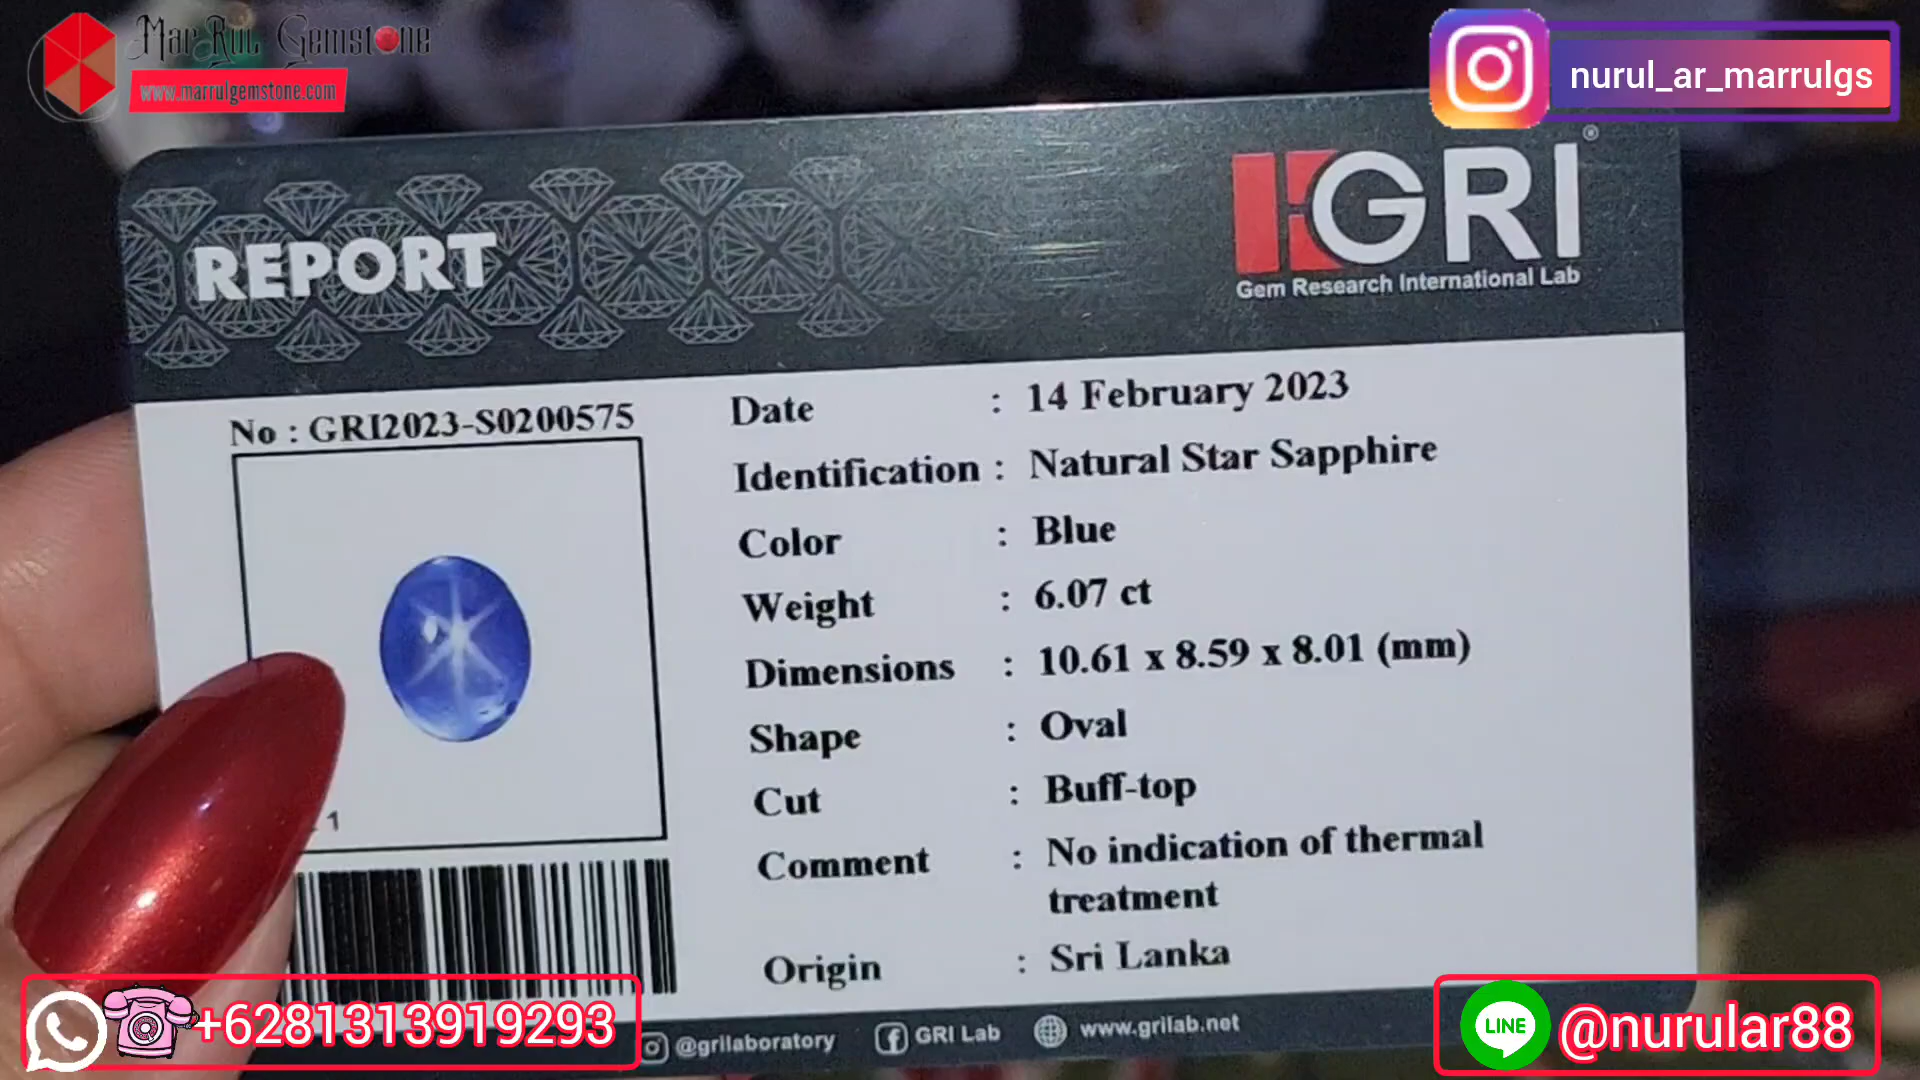 MarRul Gemstone
www.marrulgemstone.com
nurul_ar_marrulgs
REPORT
GRI®
Gem Research International Lab
No : GRI2023-S0200575
Date : 14 February 2023
Identification : Natural Star Sapphire
Color : Blue
Weight : 6.07 ct
Dimensions : 10.61 x 8.59 x 8.01 (mm)
Shape : Oval
Cut : Buff-top
Comment : No indication of thermal
treatment
Origin : Sri Lanka
1
+6281313919293
@grilaboratory
GRI Lab
www.grilab.net
LINE
@nurular88